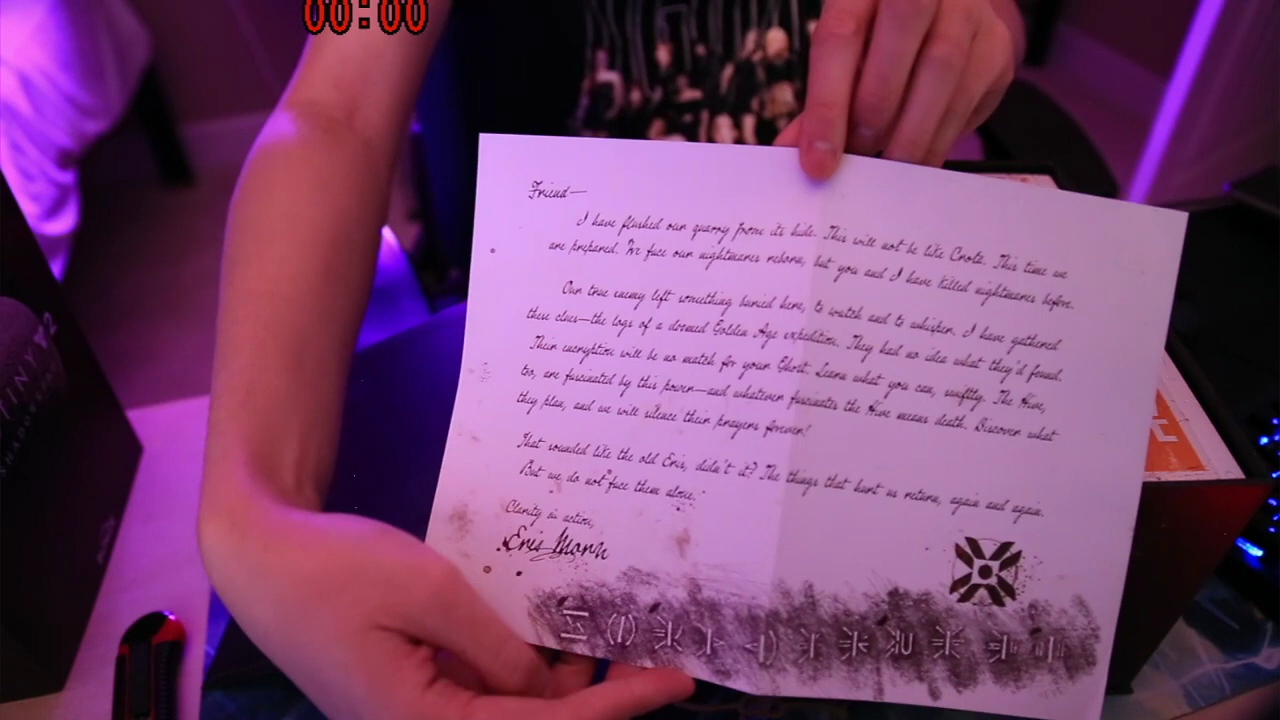 00:00
Friend—
I have flushed our quarry from its hide. This will not be like Crota. This time we
are prepared. We face our nightmares reborn, but you and I have killed nightmares before.
Our true enemy left something buried here, to watch and to whisper. I have gathered
these clues—the logs of a doomed Golden Age expedition. They had no idea what they'd found.
Their encryption will be no match for your Ghost. Learn what you can, swiftly. The Hive,
too, are fascinated by this power—and whatever fascinates the Hive means death. Discover what
they plan, and we will silence their prayers forever!
That sounded like the old Eris, didn't it? The things that hurt us return, again and again.
But we do not face them alone.
Clarity in action,
Eris Morn